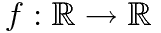 f : ℝ → ℝ